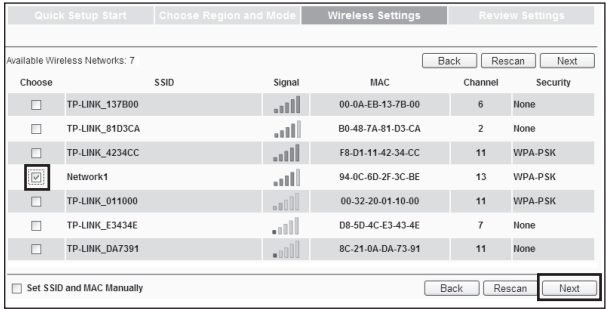 Quick Setup Start Choose Region and Mode Wireless Settings Review Settings
Available Wireless Networks: 7 Back Rescan Next
Choose SSID Signal MAC Channel Security
TP-LINK_137B00 00-0A-EB-13-7B-00 6 None
TP-LINK_81D3CA B0-48-7A-81-D3-CA 2 None
TP-LINK_4234CC F8-D1-11-42-34-CC 11 WPA-PSK
Network1 94-0C-6D-2F-3C-BE 13 WPA-PSK
TP-LINK_011000 00-32-20-01-10-00 11 WPA-PSK
TP-LINK_E3434E D8-5D-4C-E3-43-4E 7 None
TP-LINK_DA7391 8C-21-0A-DA-73-91 11 None
Set SSID and MAC Manually Back Rescan Next